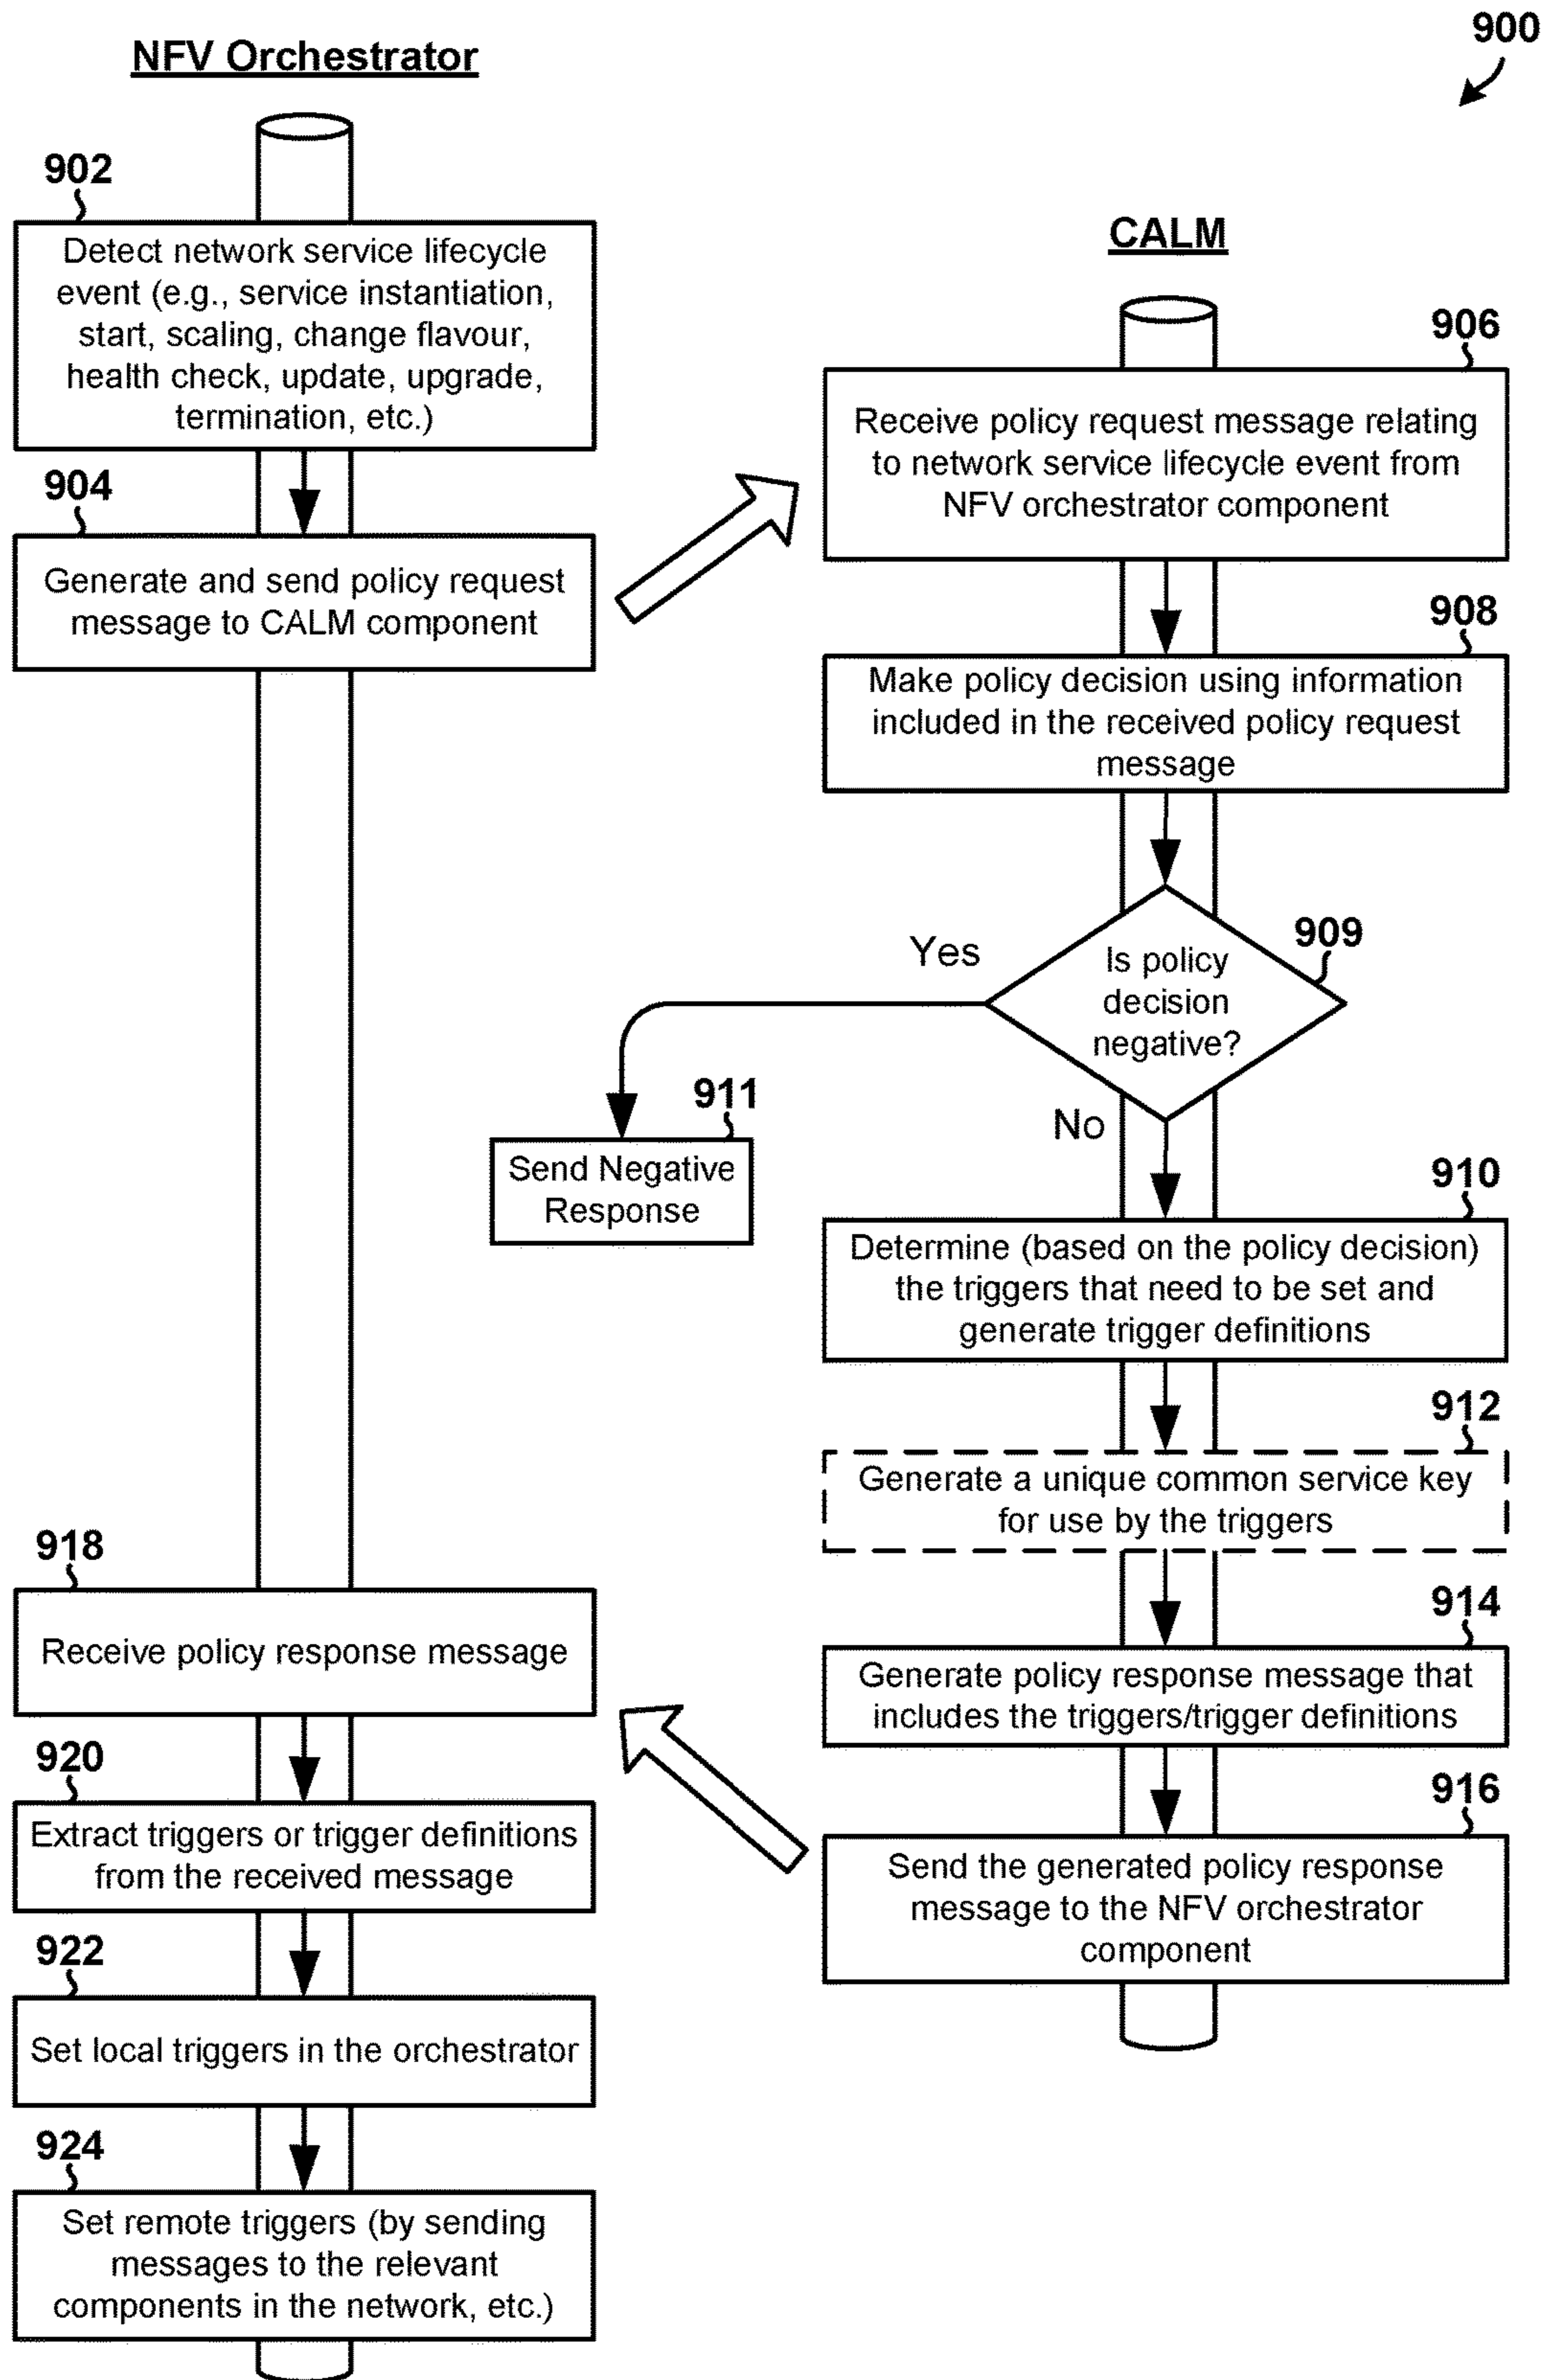 900
NFV Orchestrator
902
Detect network service lifecycle
event (e.g., service instantiation,
start, scaling, change flavour,
health check, update, upgrade,
termination, etc.)
904
Generate and send policy request
message to CALM component
CALM
906
Receive policy request message relating
to network service lifecycle event from
NFV orchestrator component
908
Make policy decision using information
included in the received policy request
message
909
Is policy
decision
negative?
Yes
911
Send Negative
Response
No
910
Determine (based on the policy decision)
the triggers that need to be set and
generate trigger definitions
912
Generate a unique common service key
for use by the triggers
914
Generate policy response message that
includes the triggers/trigger definitions
916
Send the generated policy response
message to the NFV orchestrator
component
918
Receive policy response message
920
Extract triggers or trigger definitions
from the received message
922
Set local triggers in the orchestrator
924
Set remote triggers (by sending
messages to the relevant
components in the network, etc.)